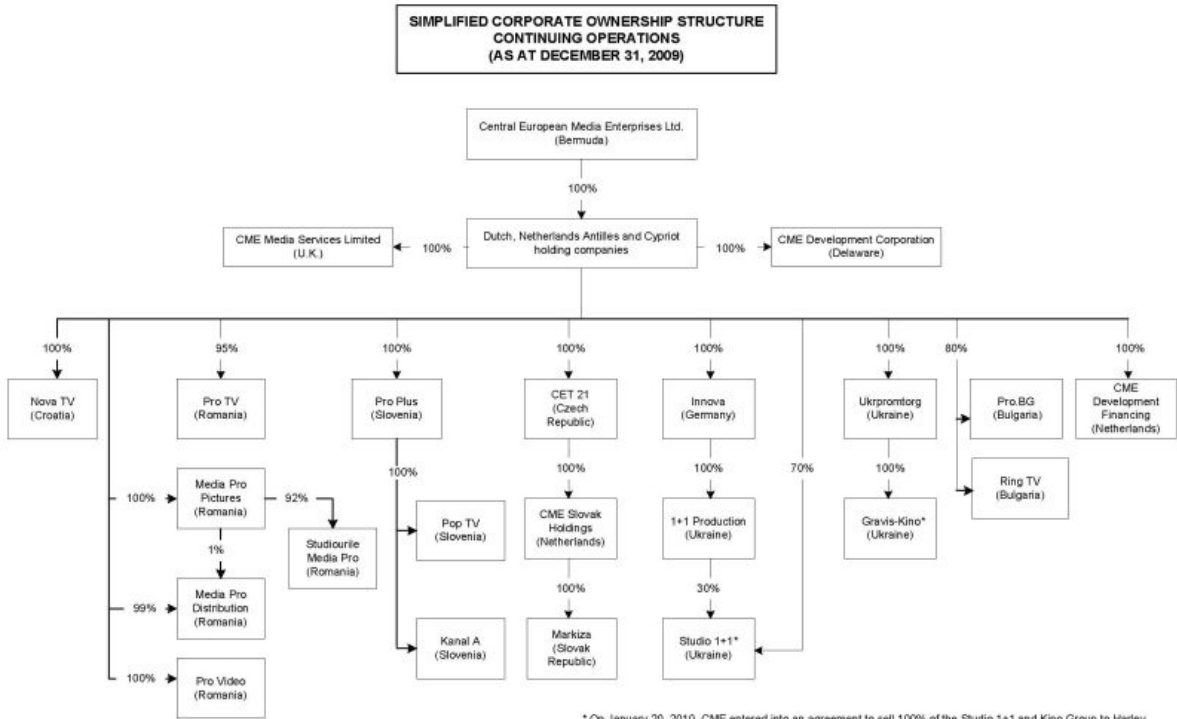 SIMPLIFIED CORPORATE OWNERSHIP STRUCTURE
CONTINUING OPERATIONS
(AS AT DECEMBER 31, 2009)
Central European Media Enterprises Ltd.
(Bermuda)
100%
CME Media Services Limited
(U.K.)
100%
Dutch, Netherlands Antilles and Cypriot
holding companies
100%
CME Development Corporation
(Delaware)
100%
95%
100%
100%
100%
100%
80%
100%
Nova TV
(Croatia)
Pro TV
(Romania)
Pro Plus
(Slovenia)
CET 21
(Czech
Republic)
Innova
(Germany)
Ukrpromtorg
(Ukraine)
Pro.BG
(Bulgaria)
CME
Development
Financing
(Netherlands)
100%
100%
100%
70%
100%
100%
Media Pro
Pictures
(Romania)
92%
Studiourile
Media Pro
(Romania)
Pop TV
(Slovenia)
CME Slovak
Holdings
(Netherlands)
1+1 Production
(Ukraine)
Gravis-Kino*
(Ukraine)
Ring TV
(Bulgaria)
1%
100%
30%
99%
Media Pro
Distribution
(Romania)
Kanal A
(Slovenia)
Markiza
(Slovak
Republic)
Studio 1+1*
(Ukraine)
100%
Pro Video
(Romania)
* On January 20, 2010, CME entered into an agreement to sell 100% of the Studio 1+1 and Kino Group to Harley